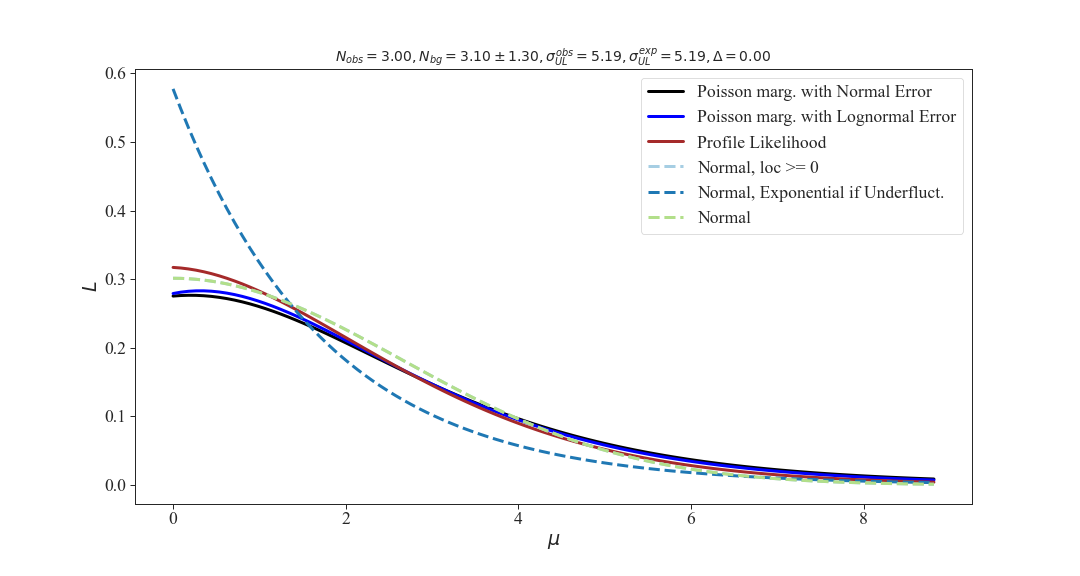 N_obs = 3.00, N_bg = 3.10 ± 1.30, σ_UL^obs = 5.19, σ_UL^exp = 5.19, Δ = 0.00
Poisson marg. with Normal Error
Poisson marg. with Lognormal Error
Profile Likelihood
Normal, loc >= 0
Normal, Exponential if Underfluct.
Normal
0.6
0.5
0.4
0.3
0.2
0.1
0.0
L
0 2 4 6 8
μ